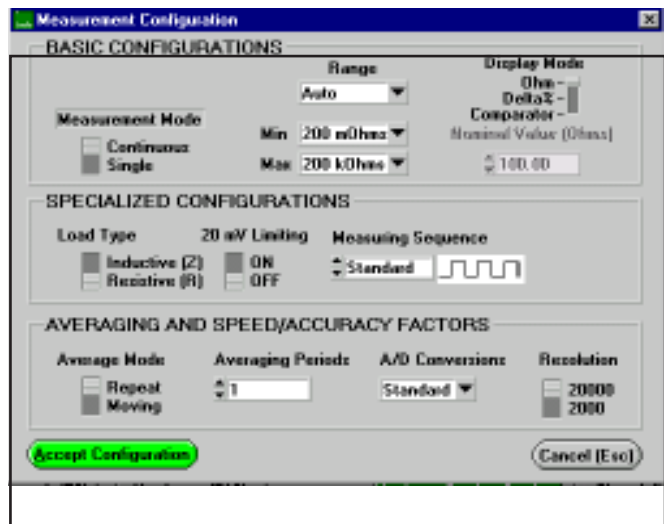 Measurement Configuration
BASIC CONFIGURATIONS
Range
Display Mode
Auto
Ohm
Delta%
Comparator
Measurement Mode
Continuous
Single
Min 200 mOhms
Max 200 kOhms
Nominal Value (Ohms)
100.00
SPECIALIZED CONFIGURATIONS
Load Type
20 mV Limiting
Measuring Sequence
Inductive (Z)
Resistive (R)
ON
OFF
Standard
AVERAGING AND SPEED/ACCURACY FACTORS
Average Mode
Averaging Periods
A/D Conversions
Resolution
Repeat
Moving
1
Standard
20000
2000
Accept Configuration
Cancel (Esc)